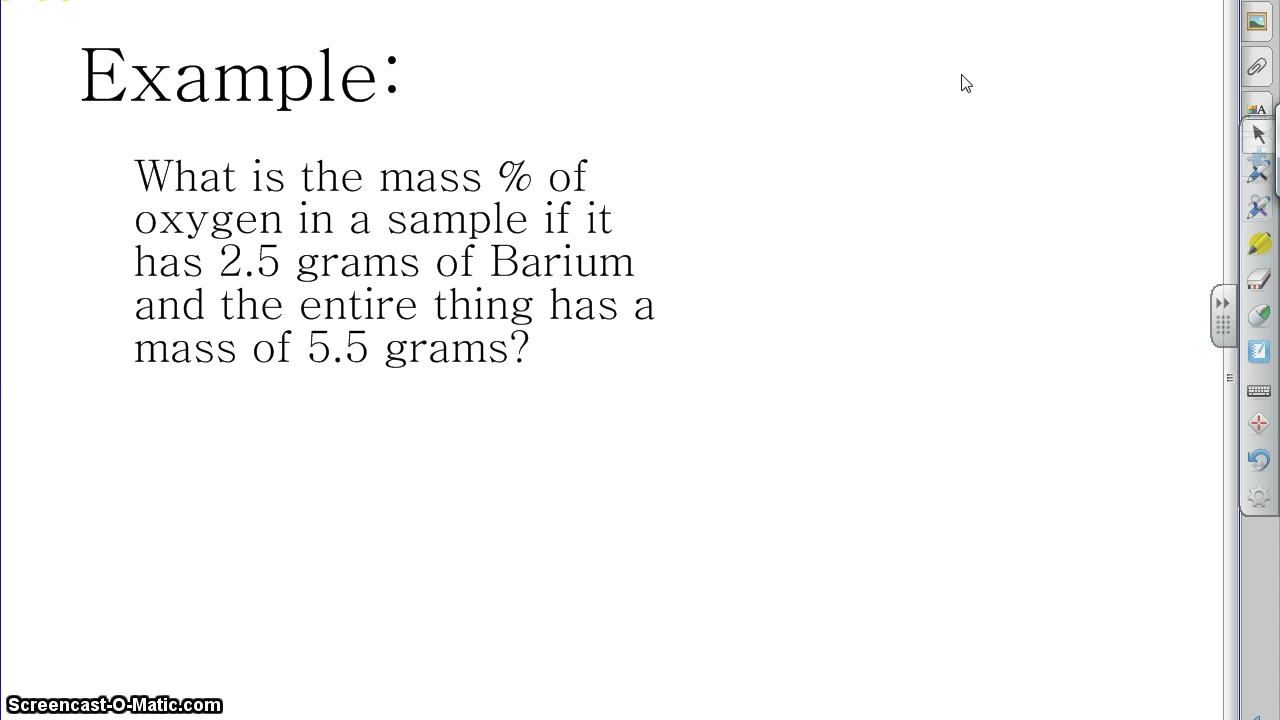 Example:
What is the mass % of
oxygen in a sample if it
has 2.5 grams of Barium
and the entire thing has a
mass of 5.5 grams?
A
Screencast-O-Matic.com